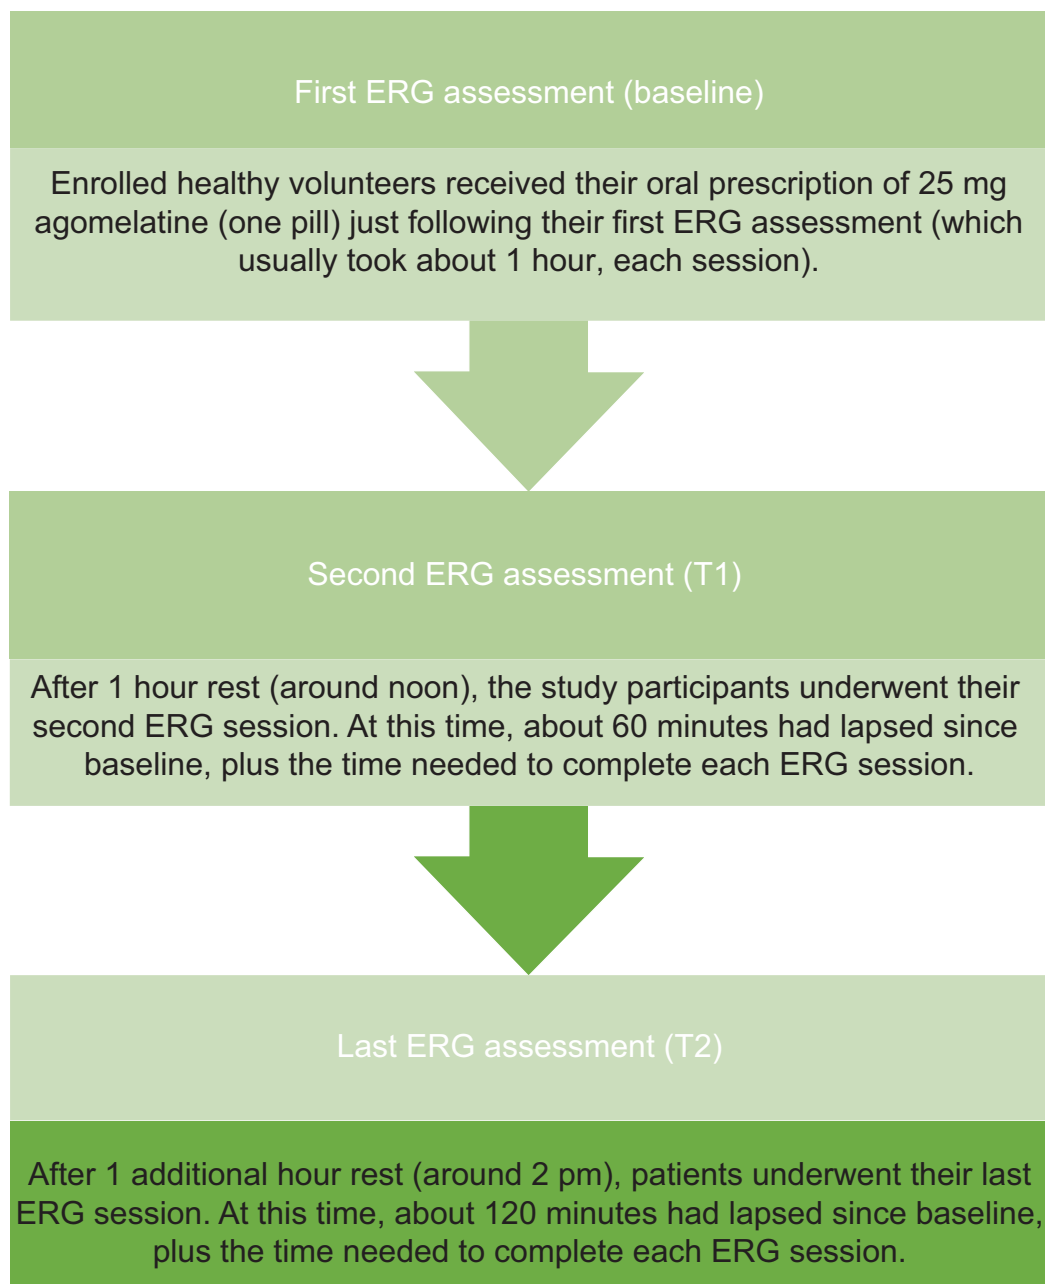 First ERG assessment (baseline)
Enrolled healthy volunteers received their oral prescription of 25 mg
agomelatine (one pill) just following their first ERG assessment (which
usually took about 1 hour, each session).
Second ERG assessment (T1)
After 1 hour rest (around noon), the study participants underwent their
second ERG session. At this time, about 60 minutes had lapsed since
baseline, plus the time needed to complete each ERG session.
Last ERG assessment (T2)
After 1 additional hour rest (around 2 pm), patients underwent their last
ERG session. At this time, about 120 minutes had lapsed since baseline,
plus the time needed to complete each ERG session.